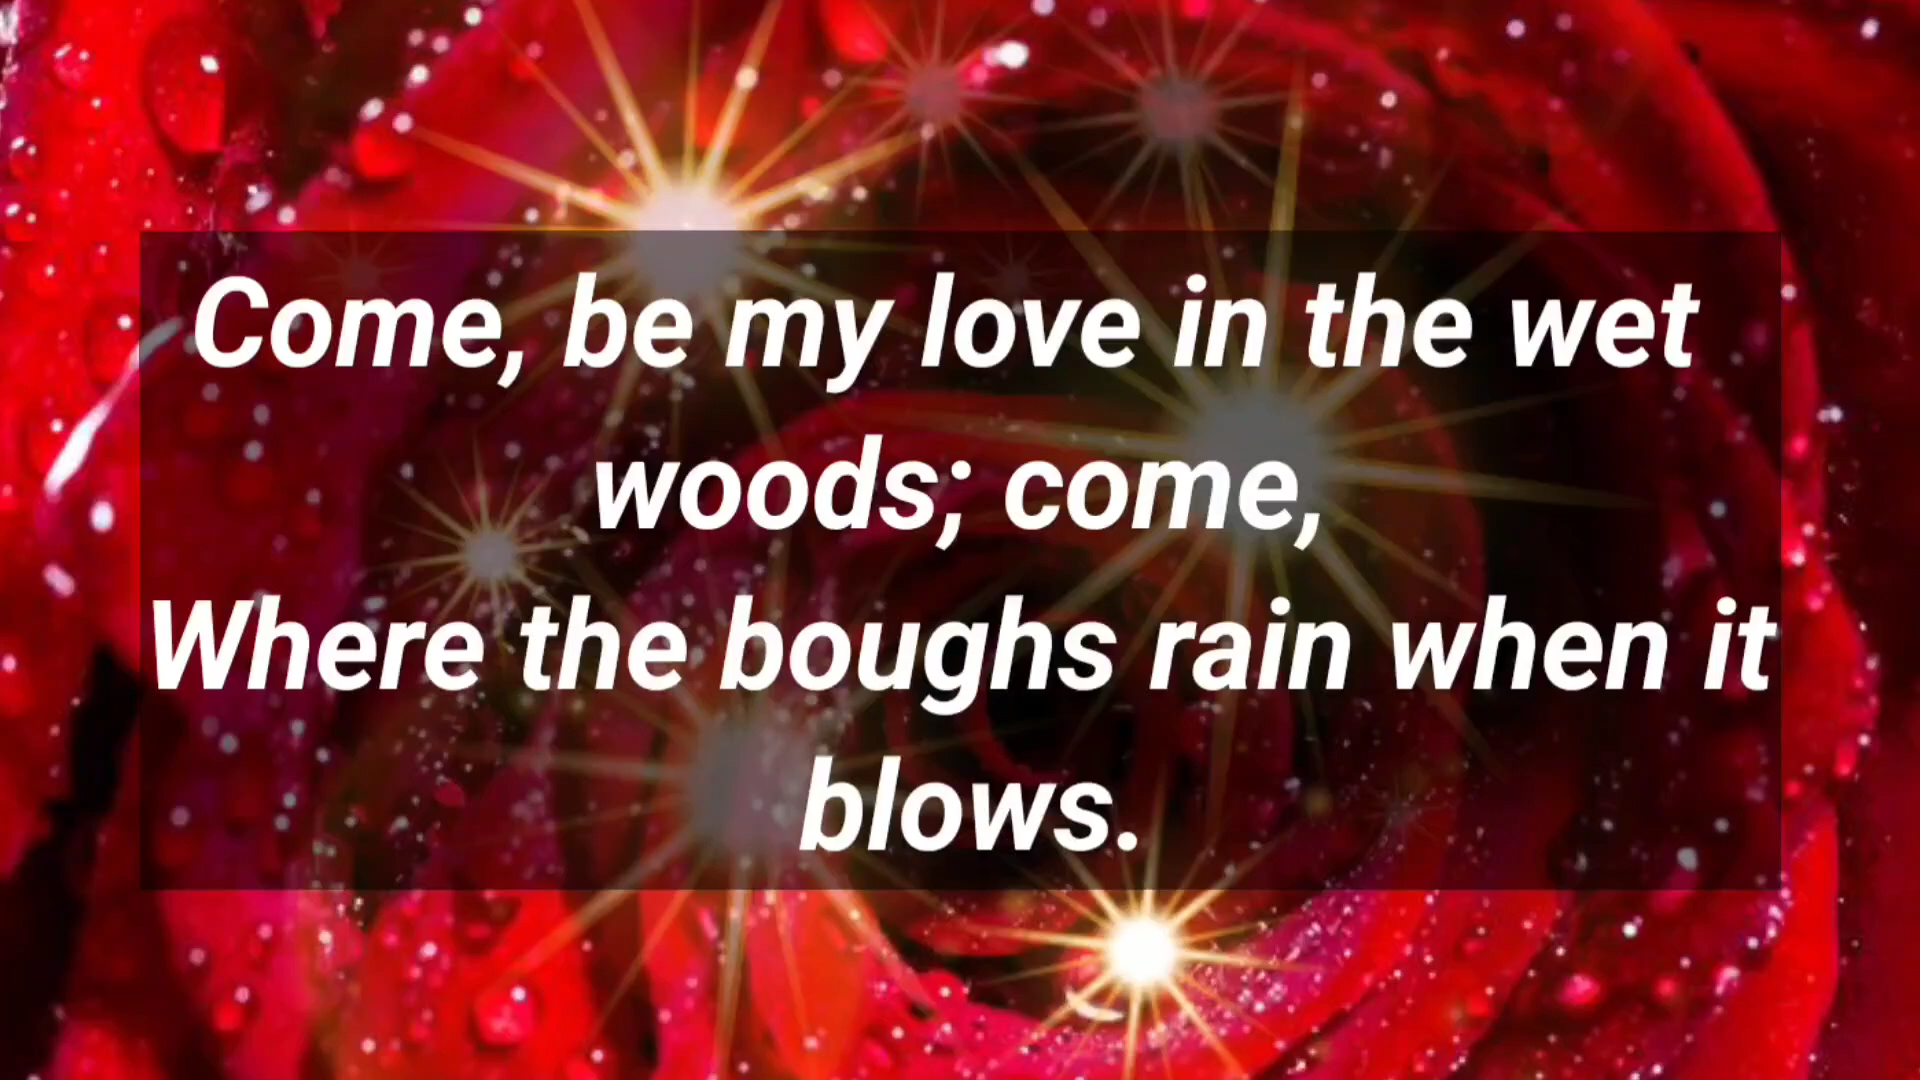 Come, be my love in the wet
woods; come,
Where the boughs rain when it
blows.